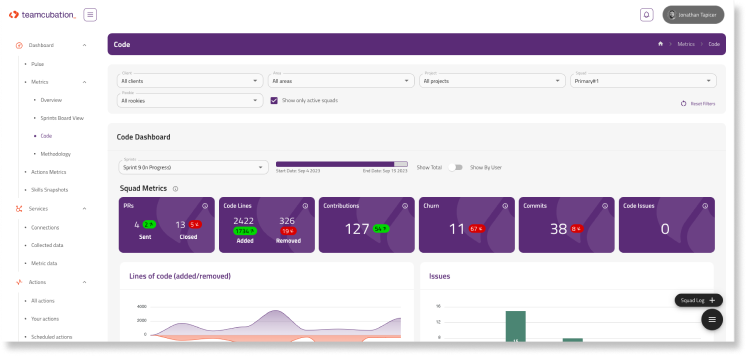 teamcubation_
Jonathan Tapicer
Dashboard
Pulse
Metrics
Overview
Sprints Board View
Code
Methodology
Actions Metrics
Skills Snapshots
Services
Connections
Collected data
Metric data
Actions
All actions
Your actions
Scheduled actions
Code
Metrics
Code
Client
All clients
Area
All areas
Project
All projects
Squad
Primary#1
Rookie
All rookies
Show only active squads
Reset Filters
Code Dashboard
Sprints
Sprint 9 (In Progress)
Start Date: Sep 4 2023
End Date: Sep 15 2023
Show Total
Show By User
Squad Metrics
PRs
4
13
5
Sent
Closed
Code Lines
2422
326
1734
19
Added
Removed
Contributions
127
54
Churn
11
67
Commits
38
8
Code Issues
0
Lines of code (added/removed)
4000
2000
0
Issues
16
12
8
Squad Log +